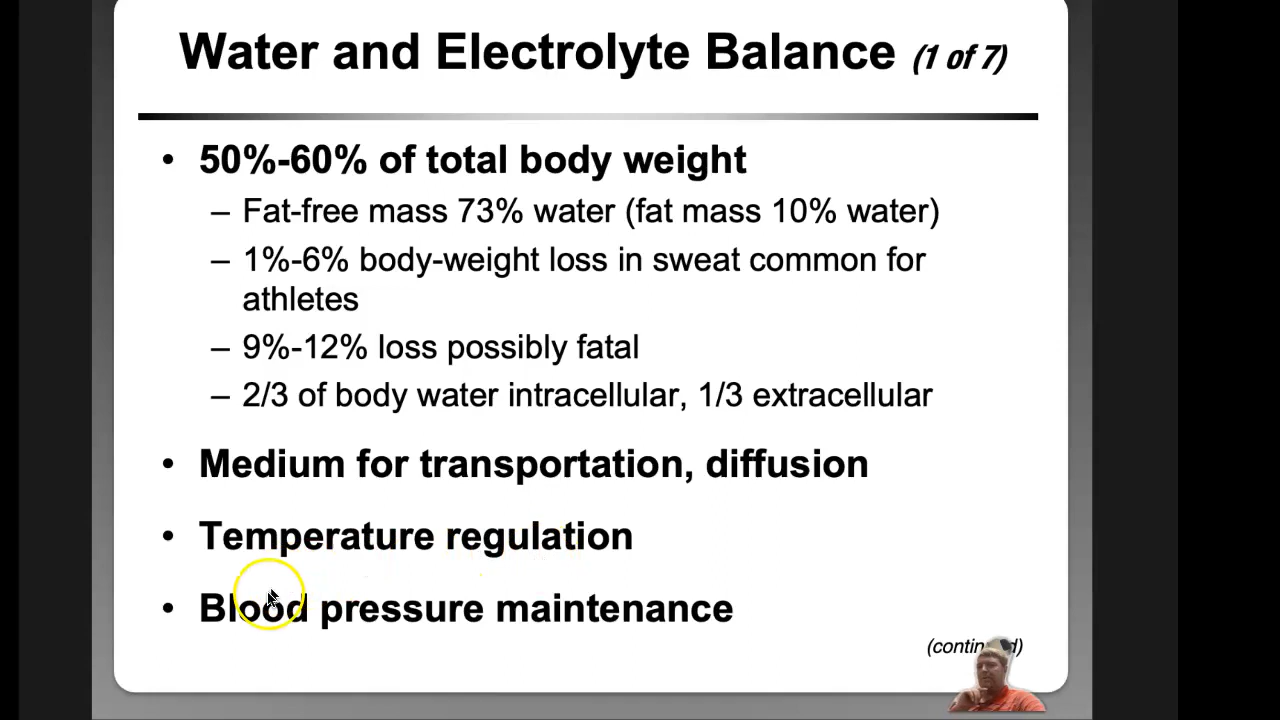 Water and Electrolyte Balance (1 of 7)
• 50%-60% of total body weight
– Fat-free mass 73% water (fat mass 10% water)
– 1%-6% body-weight loss in sweat common for
athletes
– 9%-12% loss possibly fatal
– 2/3 of body water intracellular, 1/3 extracellular
• Medium for transportation, diffusion
• Temperature regulation
• Blood pressure maintenance